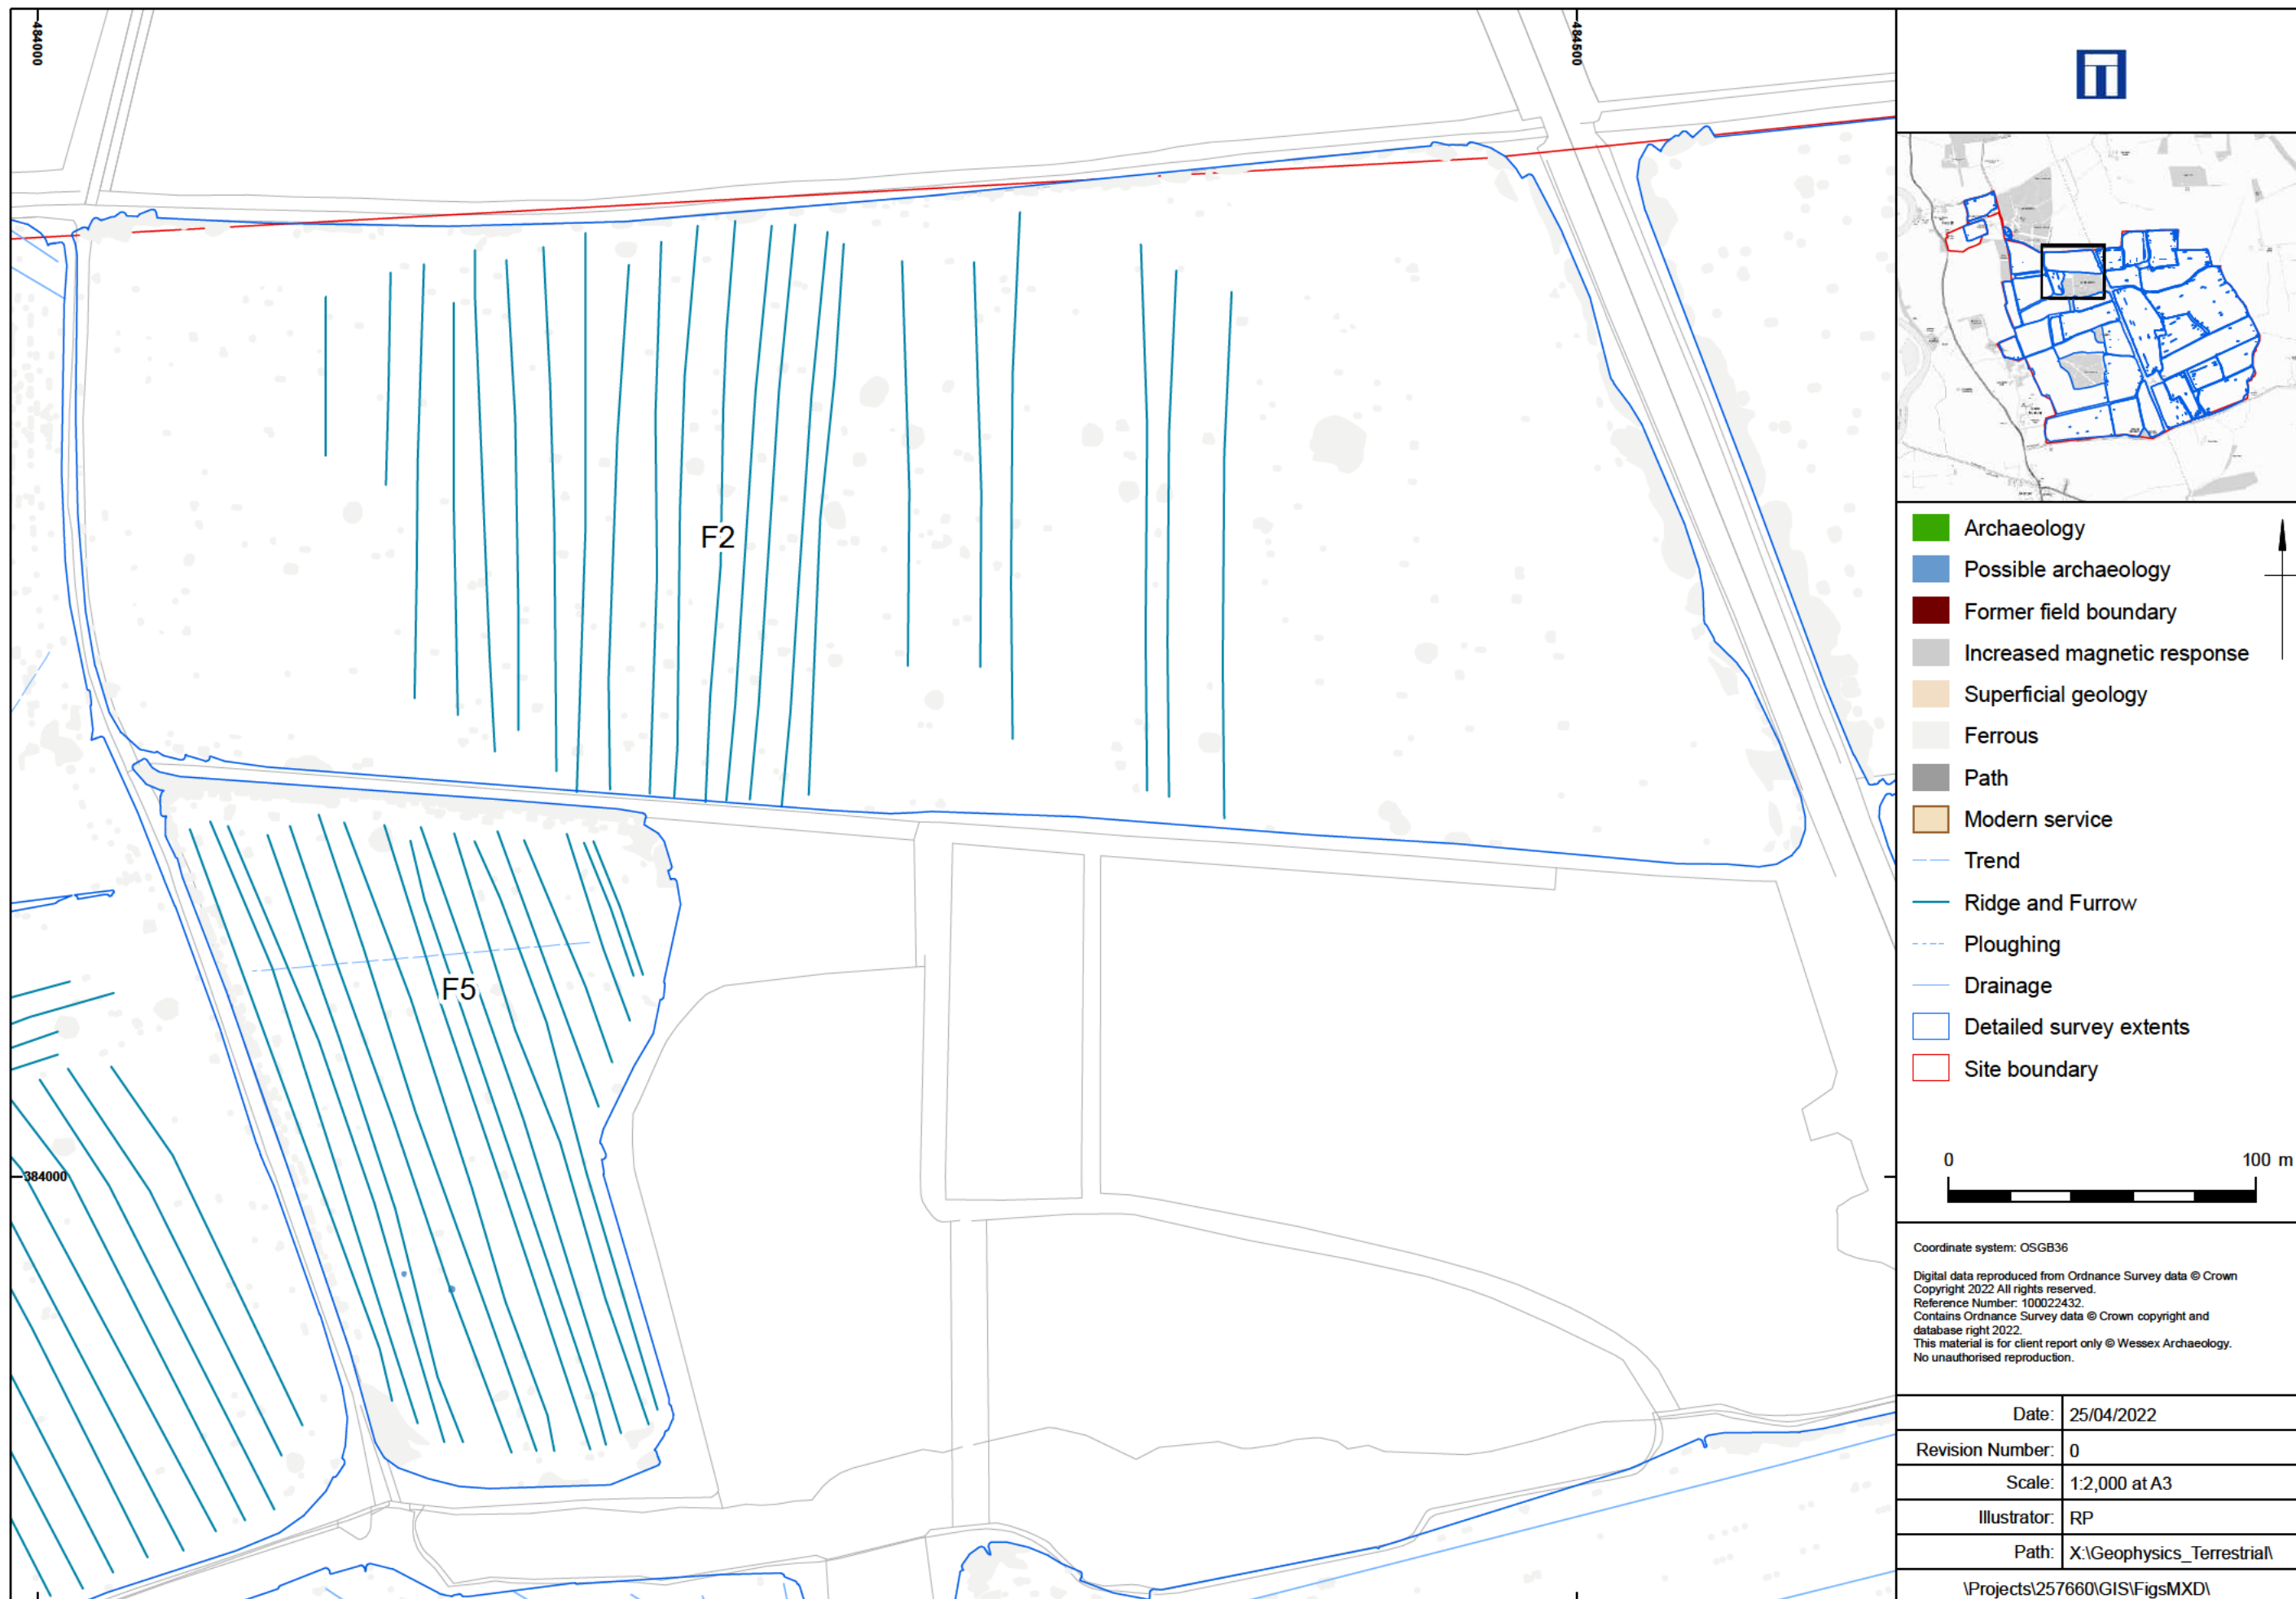 484000
484500
F2
F5
384000
Archaeology
Possible archaeology
Former field boundary
Increased magnetic response
Superficial geology
Ferrous
Path
Modern service
Trend
Ridge and Furrow
Ploughing
Drainage
Detailed survey extents
Site boundary
0 100 m
Coordinate system: OSGB36
Digital data reproduced from Ordnance Survey data © Crown
Copyright 2022 All rights reserved.
Reference Number: 100022432.
Contains Ordnance Survey data © Crown copyright and
database right 2022.
This material is for client report only © Wessex Archaeology.
No unauthorised reproduction.
Date: 25/04/2022
Revision Number: 0
Scale: 1:2,000 at A3
Illustrator: RP
Path: X:\Geophysics_Terrestrial\
\Projects\257660\GIS\FigsMXD\